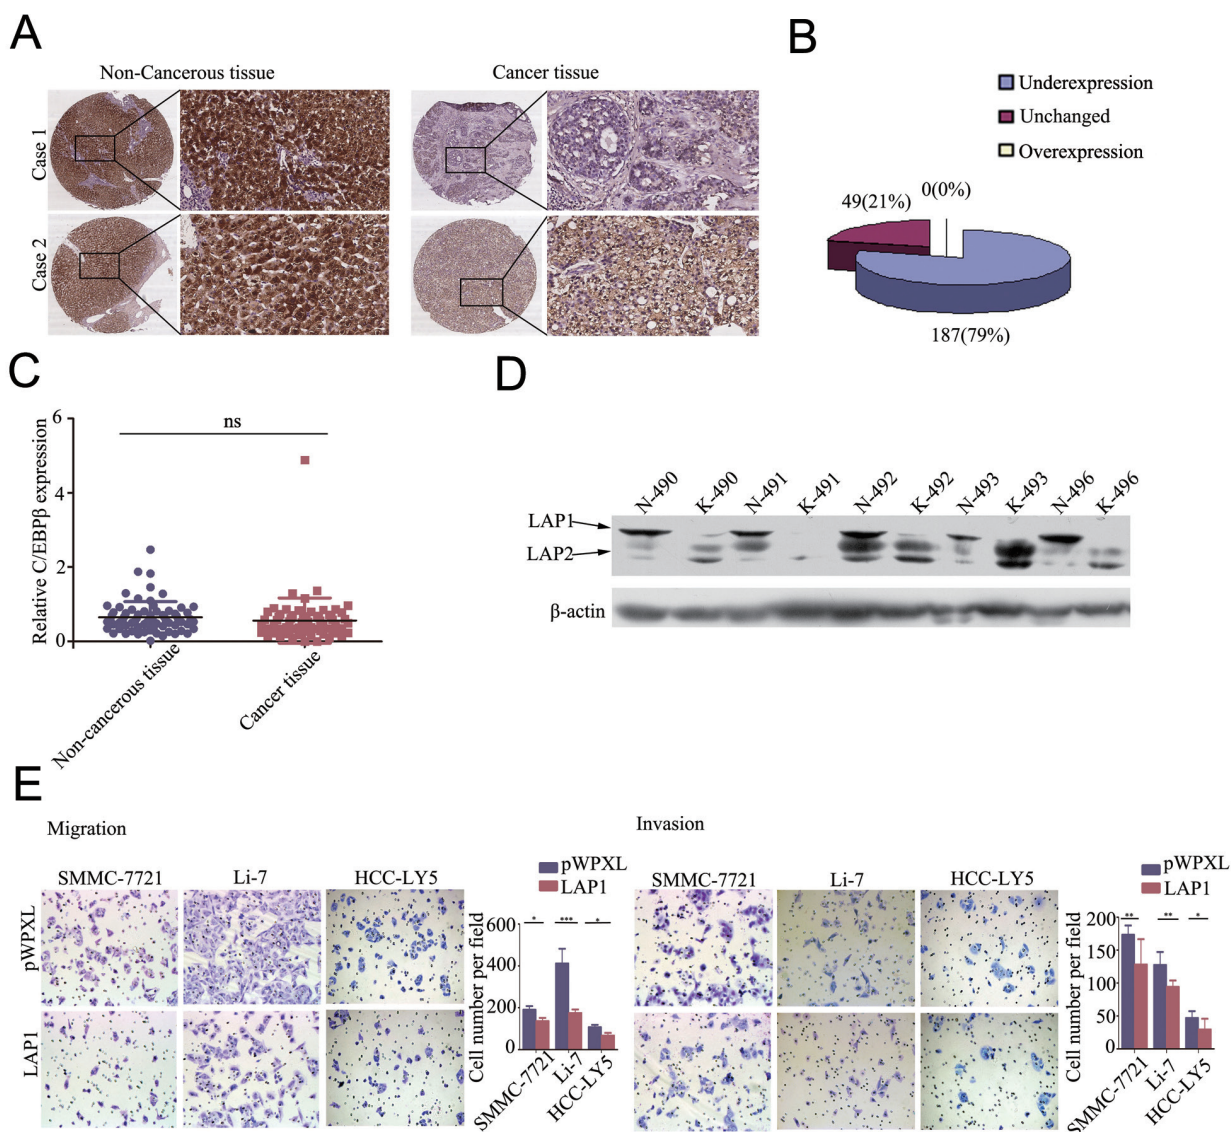 A
Non-Cancerous tissue
Cancer tissue
Case 1
Case 2
B
Underexpression
Unchanged
Overexpression
49(21%)
0(0%)
187(79%)
C
Relative C/EBPβ expression
6
4
2
0
ns
Non-cancerous tissue
Cancer tissue
D
N-490
K-490
N-491
K-491
N-492
K-492
N-493
K-493
N-496
K-496
LAP1
LAP2
β-actin
E
Migration
SMMC-7721
Li-7
HCC-LY5
pWPXL
LAP1
pWPXL
LAP1
Cell number per field
600
400
200
0
*
***
*
SMMC-7721
Li-7
HCC-LY5
Invasion
SMMC-7721
Li-7
HCC-LY5
pWPXL
LAP1
Cell number per field
200
150
100
50
0
**
**
*
SMMC-7721
Li-7
HCC-LY5